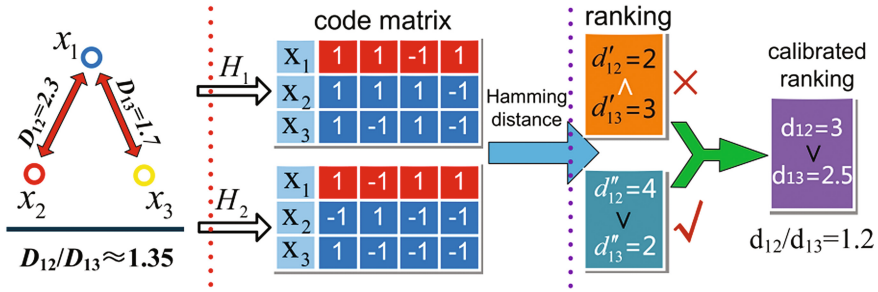 x₁
D₁₂=2.3
D₁₃=1.7
x₂
x₃
D₁₂/D₁₃≈1.35
H₁
H₂
code matrix
X₁ 1 1 -1 1
X₂ 1 1 1 -1
X₃ 1 -1 1 -1
X₁ 1 -1 1 1
X₂ -1 1 -1 -1
X₃ 1 -1 -1 -1
Hamming
distance
ranking
d′₁₂=2
∧
d′₁₃=3
×
d″₁₂=4
∨
d″₁₃=2
✓
calibrated
ranking
d₁₂=3
∨
d₁₃=2.5
d₁₂/d₁₃=1.2